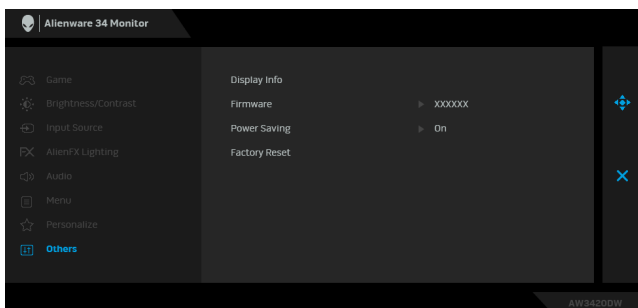 Alienware 34 Monitor
Game
Brightness/Contrast
Input Source
AlienFX Lighting
Audio
Menu
Personalize
Others
Display Info
Firmware XXXXXX
Power Saving On
Factory Reset
AW3420DW